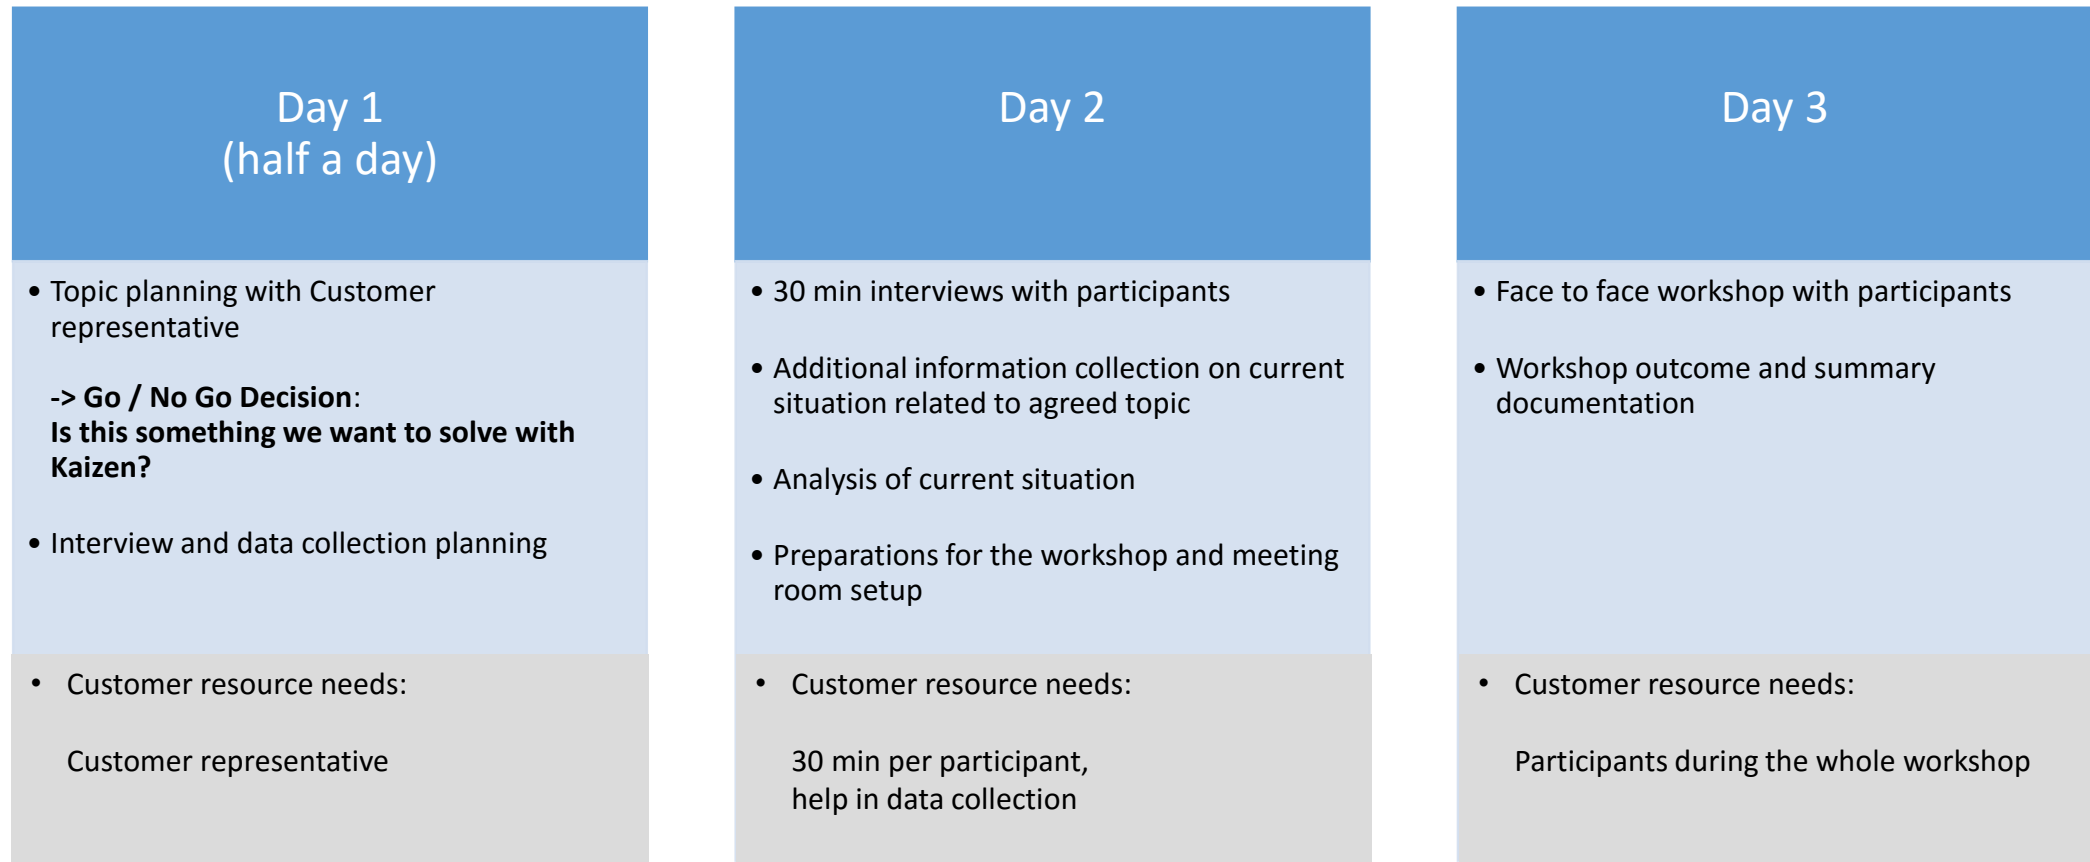 Day 1
(half a day)
• Topic planning with Customer
representative
-> Go / No Go Decision:
Is this something we want to solve with
Kaizen?
• Interview and data collection planning
• Customer resource needs:
Customer representative
Day 2
• 30 min interviews with participants
• Additional information collection on current
situation related to agreed topic
• Analysis of current situation
• Preparations for the workshop and meeting
room setup
• Customer resource needs:
30 min per participant,
help in data collection
Day 3
• Face to face workshop with participants
• Workshop outcome and summary
documentation
• Customer resource needs:
Participants during the whole workshop